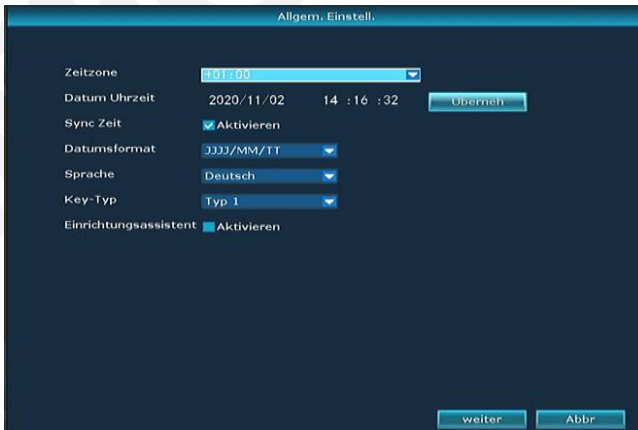 Allgem. Einstell.
Zeitzone +01:00
Datum Uhrzeit 2020/11/02 14 :16 :32 Überneh
Sync Zeit Aktivieren
Datumsformat JJJJ/MM/TT
Sprache Deutsch
Key-Typ Typ 1
Einrichtungsassistent Aktivieren
weiter Abbr